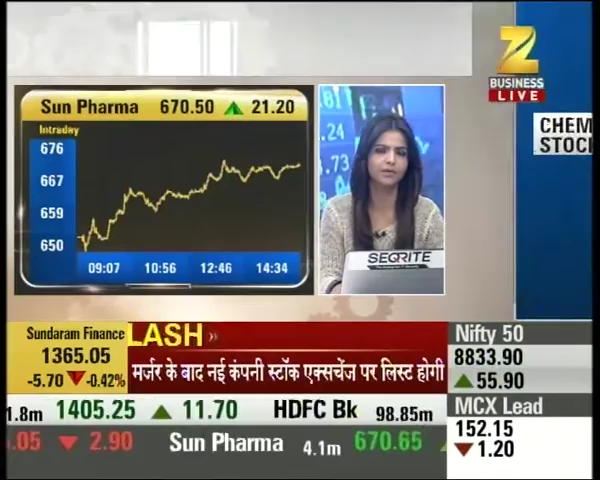 Z
BUSINESS
LIVE
Sun Pharma 670.50 ▲ 21.20
Intraday
676
667
659
650
09:07 10:56 12:46 14:34
SEQRITE
CHEM
STOC
Sundaram Finance
1365.05
-5.70 ▼ -0.42%
LASH »
मर्जर के बाद नई कंपनी स्टॉक एक्सचेंज पर लिस्ट होगी
Nifty 50
8833.90
▲ 55.90
MCX Lead
152.15
▼ 1.20
1.8m 1405.25 ▲ 11.70 HDFC Bk 98.85m
.05 ▼ 2.90 Sun Pharma 4.1m 670.65